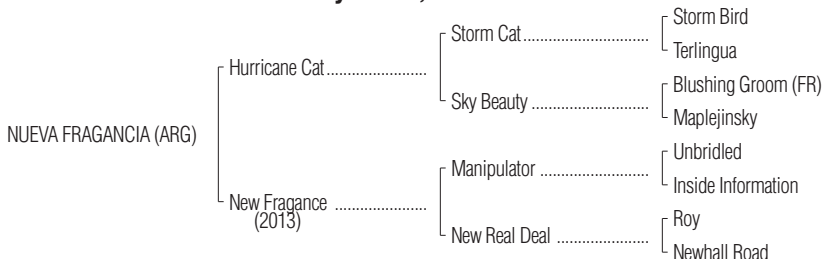 Storm Bird
Storm Cat
Terlingua
Hurricane Cat
Blushing Groom (FR)
Sky Beauty
Maplejinsky
NUEVA FRAGANCIA (ARG)
Unbridled
Manipulator
Inside Information
New Fragance
(2013)
Roy
New Real Deal
Newhall Road